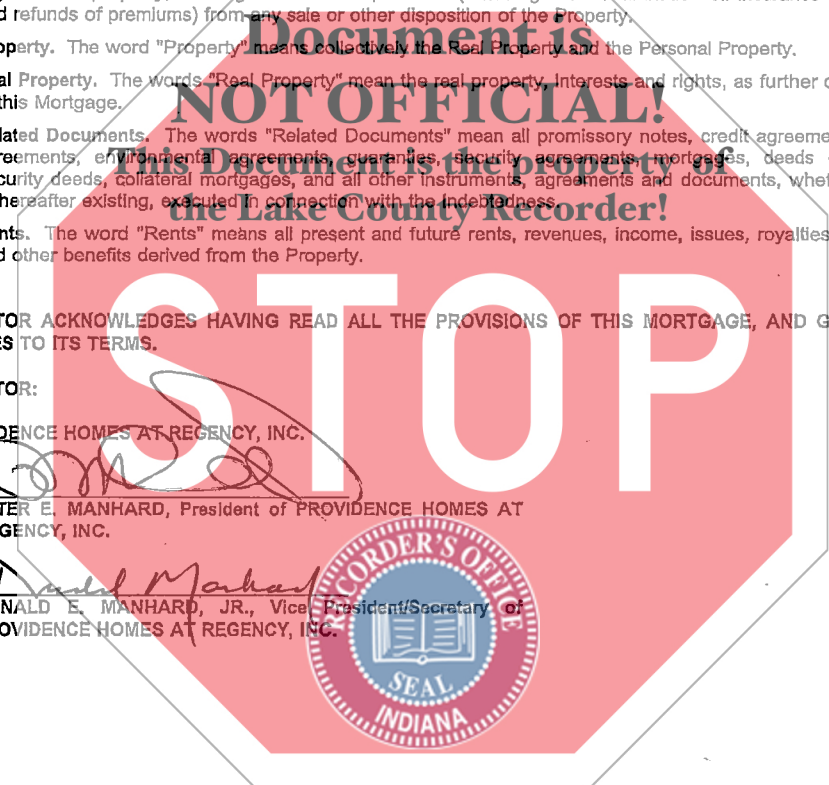 d refunds of premiums) from any sale or other disposition of the Property.
operty. The word "Property" means collectively the Real Property and the Personal Property.
al Property. The words "Real Property" mean the real property, interests and rights, as further d
this Mortgage.
lated Documents. The words "Related Documents" mean all promissory notes, credit agreeme
reements, environmental agreements, guaranties, security agreements, mortgages, deeds
curity deeds, collateral mortgages, and all other instruments, agreements and documents, whet
hereafter existing, executed in connection with the Indebtedness.
nts. The word "Rents" means all present and future rents, revenues, income, issues, royalties
d other benefits derived from the Property.
TOR ACKNOWLEDGES HAVING READ ALL THE PROVISIONS OF THIS MORTGAGE, AND G
ES TO ITS TERMS.
TOR:
DENCE HOMES AT REGENCY, INC.
TER E. MANHARD, President of PROVIDENCE HOMES AT
GENCY, INC.
NALD E. MANHARD, JR., Vice President/Secretary of
OVIDENCE HOMES AT REGENCY, INC.
Document is
NOT OFFICIAL!
This Document is the property of
the Lake County Recorder!
STOP
RECORDER'S OFFICE
SEAL
INDIANA